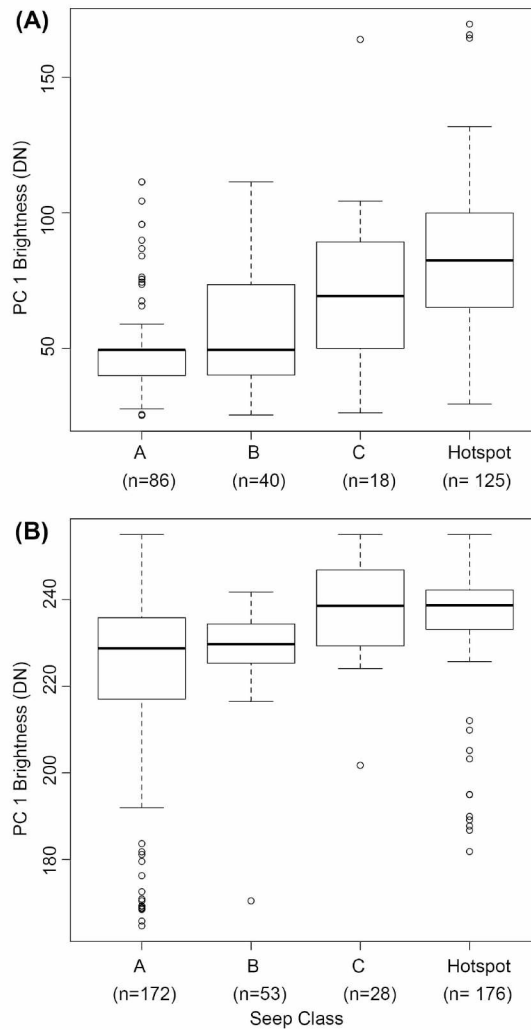 (A)
PC 1 Brightness (DN)
150
100
50
A B C Hotspot
(n=86) (n=40) (n=18) (n= 125)
(B)
PC 1 Brightness (DN)
240
220
200
180
A B C Hotspot
(n=172) (n=53) (n=28) (n= 176)
Seep Class